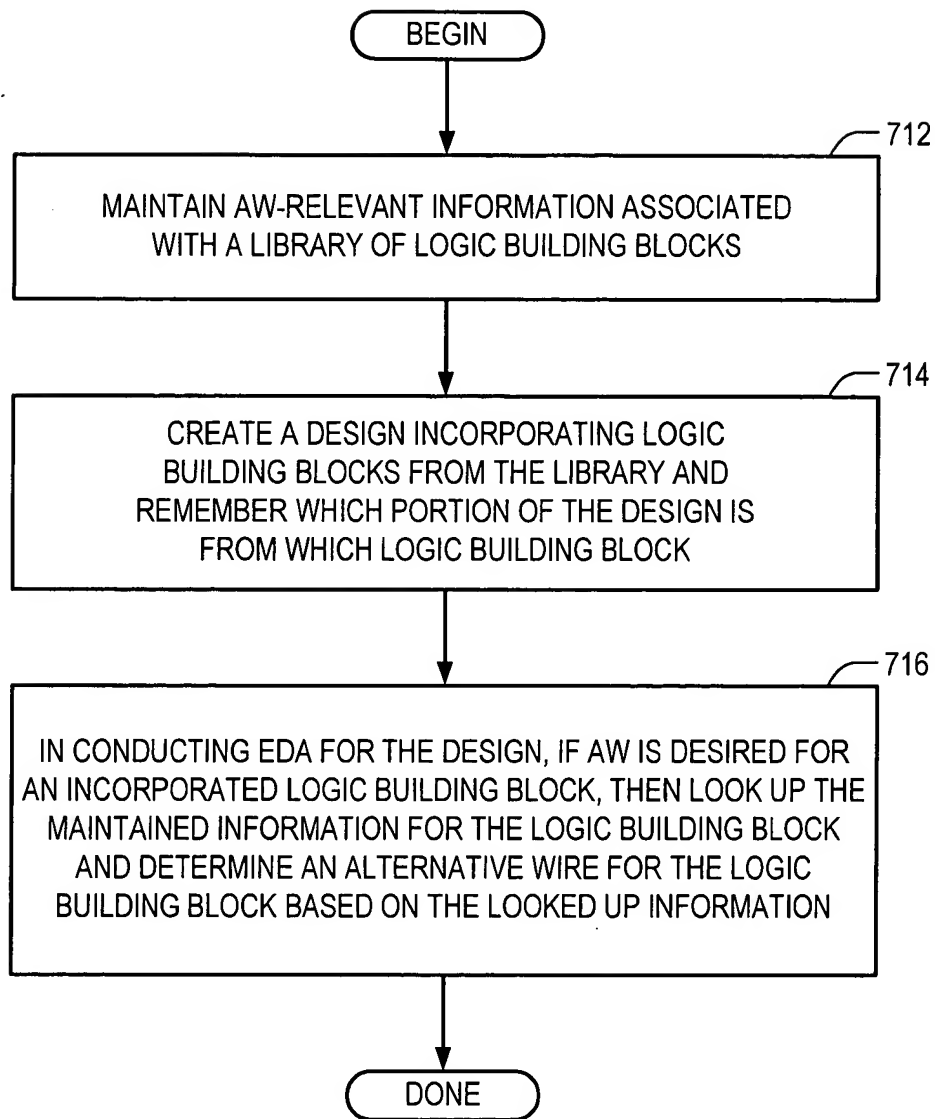 BEGIN
712
MAINTAIN AW-RELEVANT INFORMATION ASSOCIATED
WITH A LIBRARY OF LOGIC BUILDING BLOCKS
714
CREATE A DESIGN INCORPORATING LOGIC
BUILDING BLOCKS FROM THE LIBRARY AND
REMEMBER WHICH PORTION OF THE DESIGN IS
FROM WHICH LOGIC BUILDING BLOCK
716
IN CONDUCTING EDA FOR THE DESIGN, IF AW IS DESIRED FOR
AN INCORPORATED LOGIC BUILDING BLOCK, THEN LOOK UP THE
MAINTAINED INFORMATION FOR THE LOGIC BUILDING BLOCK
AND DETERMINE AN ALTERNATIVE WIRE FOR THE LOGIC
BUILDING BLOCK BASED ON THE LOOKED UP INFORMATION
DONE